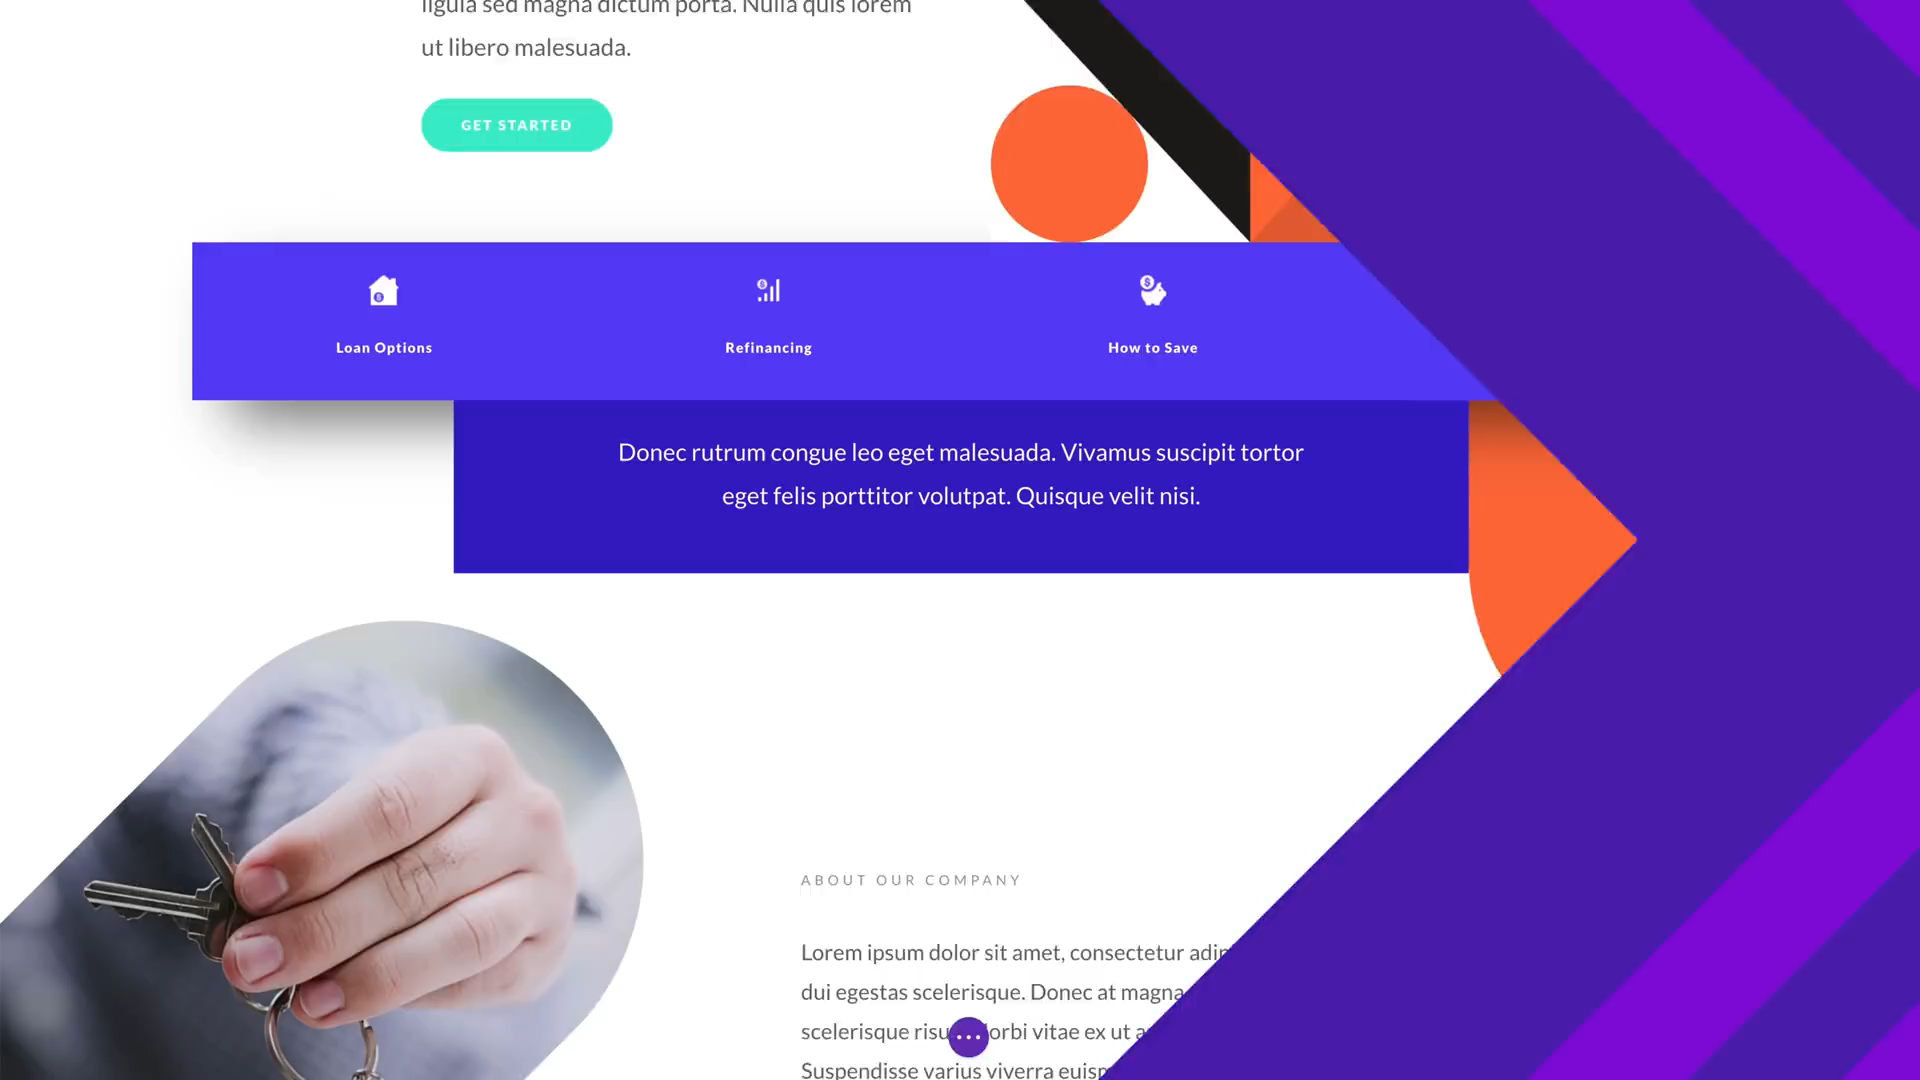 ligula sed magna dictum porta. Nulla quis lorem
ut libero malesuada.
GET STARTED
Loan Options
Refinancing
How to Save
Donec rutrum congue leo eget malesuada. Vivamus suscipit tortor
eget felis porttitor volutpat. Quisque velit nisi.
ABOUT OUR COMPANY
Lorem ipsum dolor sit amet, consectetur
dui egestas scelerisque. Donec at magna
scelerisque vitae ex ut
Suspendisse varius viverra